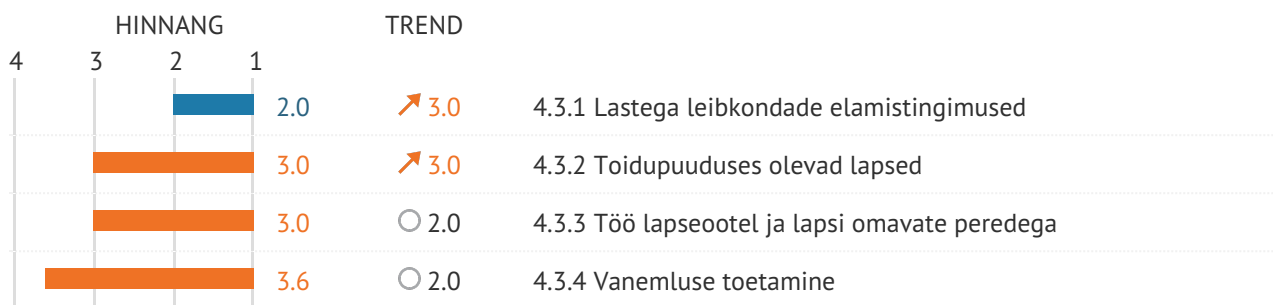 HINNANG TREND
4 3 2 1
2.0 3.0 4.3.1 Lastega leibkondade elamistingimused
3.0 3.0 4.3.2 Toidupuuduses olevad lapsed
3.0 2.0 4.3.3 Töö lapseootel ja lapsi omavate peredega
3.6 2.0 4.3.4 Vanemluse toetamine